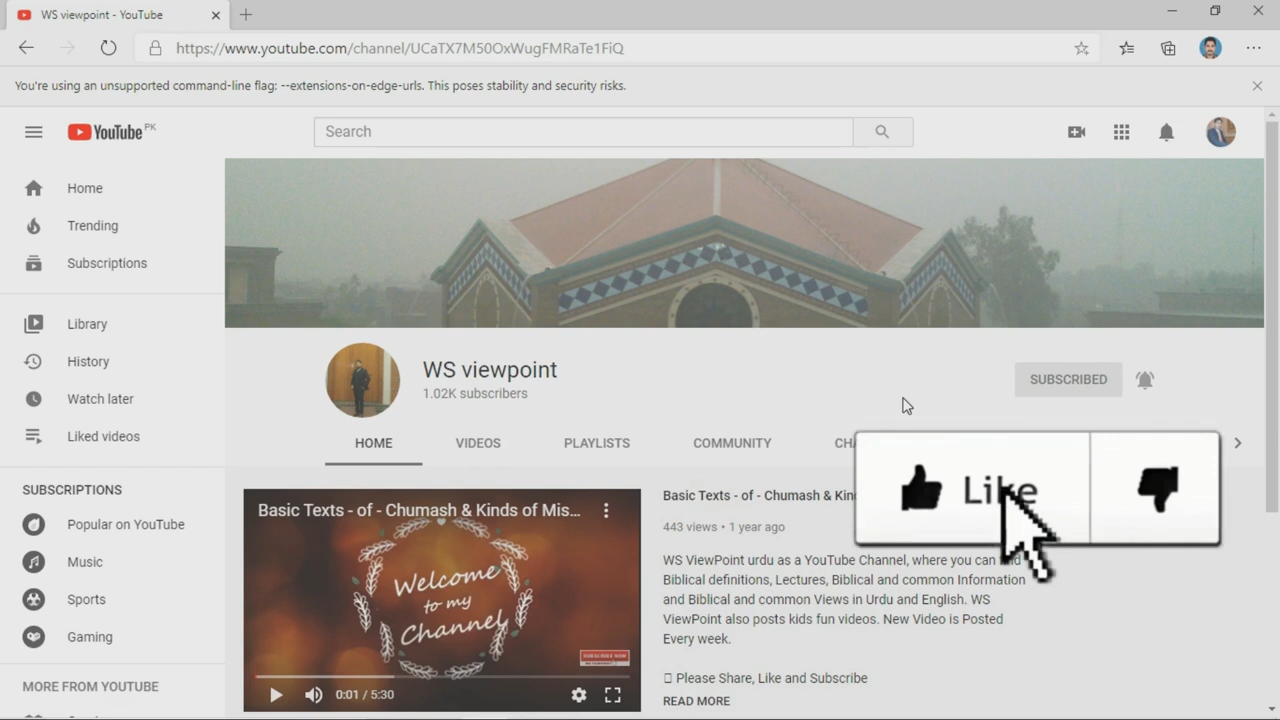 WS viewpoint - YouTube
https://www.youtube.com/channel/UCaTX7M50OxWugFMRaTe1FiQ
You're using an unsupported command-line flag: --extensions-on-edge-urls. This poses stability and security risks.
YouTube PK
Search
Home
Trending
Subscriptions
Library
History
Watch later
Liked videos
SUBSCRIPTIONS
Popular on YouTube
Music
Sports
Gaming
MORE FROM YOUTUBE
WS viewpoint
1.02K subscribers
SUBSCRIBED
HOME VIDEOS PLAYLISTS COMMUNITY
Like
Basic Texts - of - Chumash & Kinds of Mis...
Welcome
to my
Channel
SUBSCRIBE NOW
0:01 / 5:30
Basic Texts - of - Chumash & Kin
443 views • 1 year ago
WS ViewPoint urdu as a YouTube Channel, where you can
Biblical definitions, Lectures, Biblical and common Information
and Biblical and common Views in Urdu and English. WS
ViewPoint also posts kids fun videos. New Video is Posted
Every week.
Please Share, Like and Subscribe
READ MORE